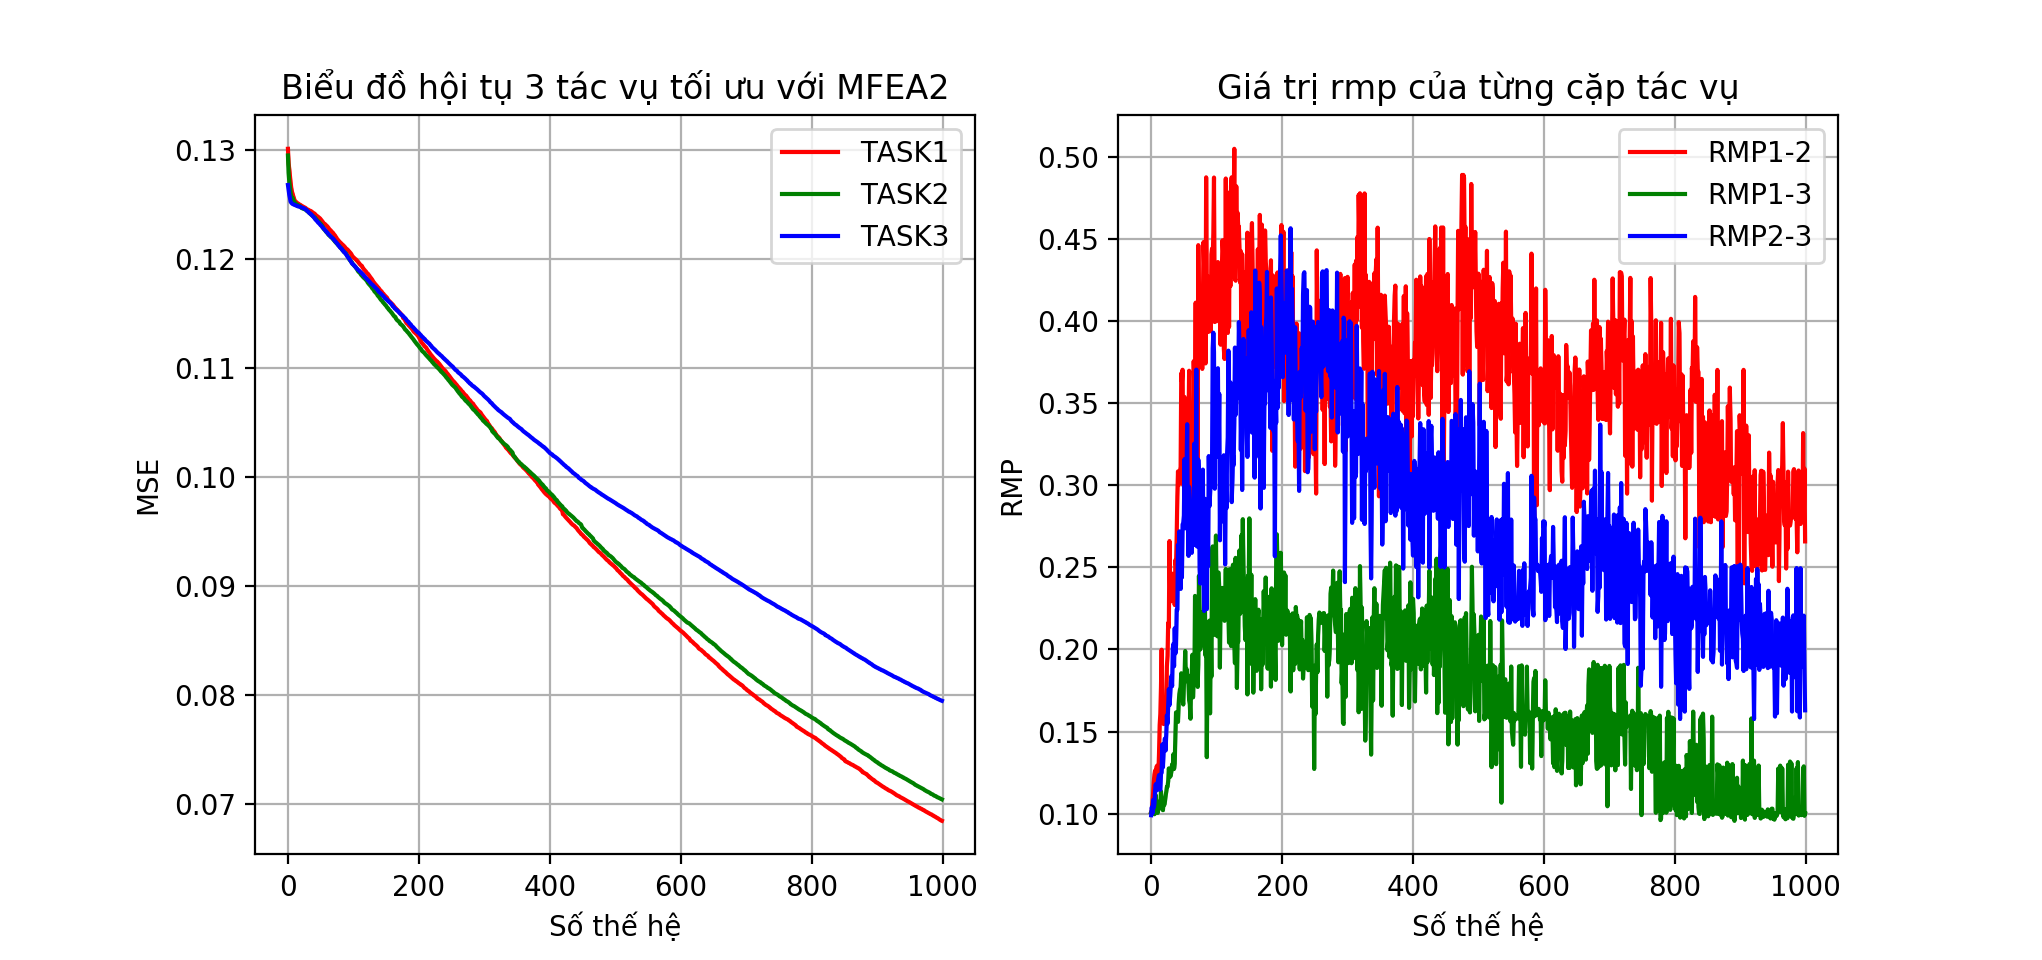 Biểu đồ hội tụ 3 tác vụ tối ưu với MFEA2
0.13
0.12
0.11
0.10
0.09
0.08
0.07
MSE
0 200 400 600 800 1000
Số thế hệ
TASK1
TASK2
TASK3
Giá trị rmp của từng cặp tác vụ
0.50
0.45
0.40
0.35
0.30
0.25
0.20
0.15
0.10
RMP
0 200 400 600 800 1000
Số thế hệ
RMP1-2
RMP1-3
RMP2-3